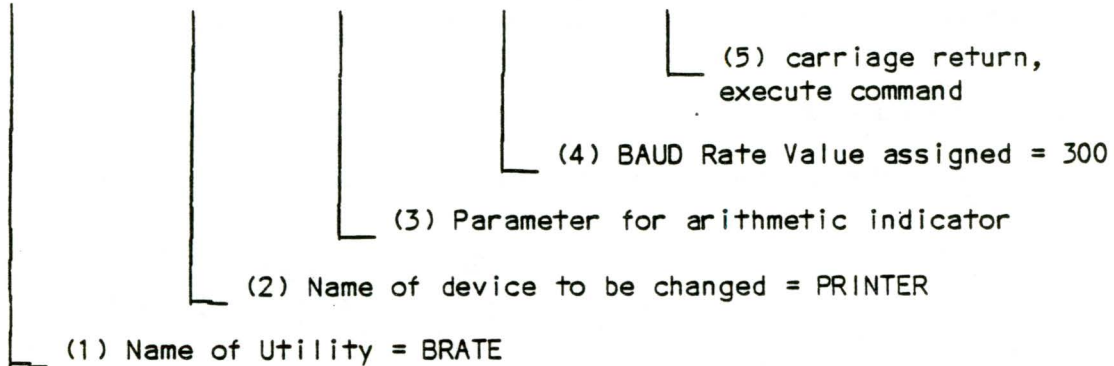 (5) carriage return,
execute command
(4) BAUD Rate Value assigned = 300
(3) Parameter for arithmetic indicator
(2) Name of device to be changed = PRINTER
(1) Name of Utility = BRATE